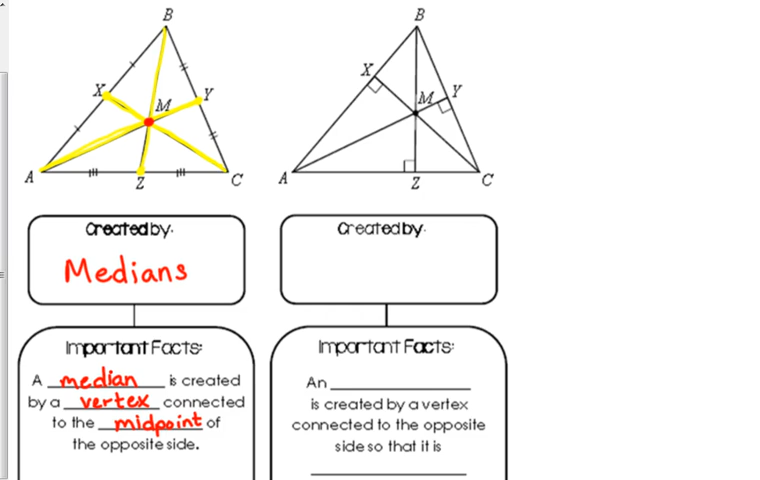 B
X
Y
M
A
Z
C
Created by:
Medians
Important Facts:
A median is created
by a vertex connected
to the midpoint of
the opposite side.
B
X
Y
M
A
Z
C
Created by:
Important Facts:
An
is created by a vertex
connected to the opposite
side so that it is